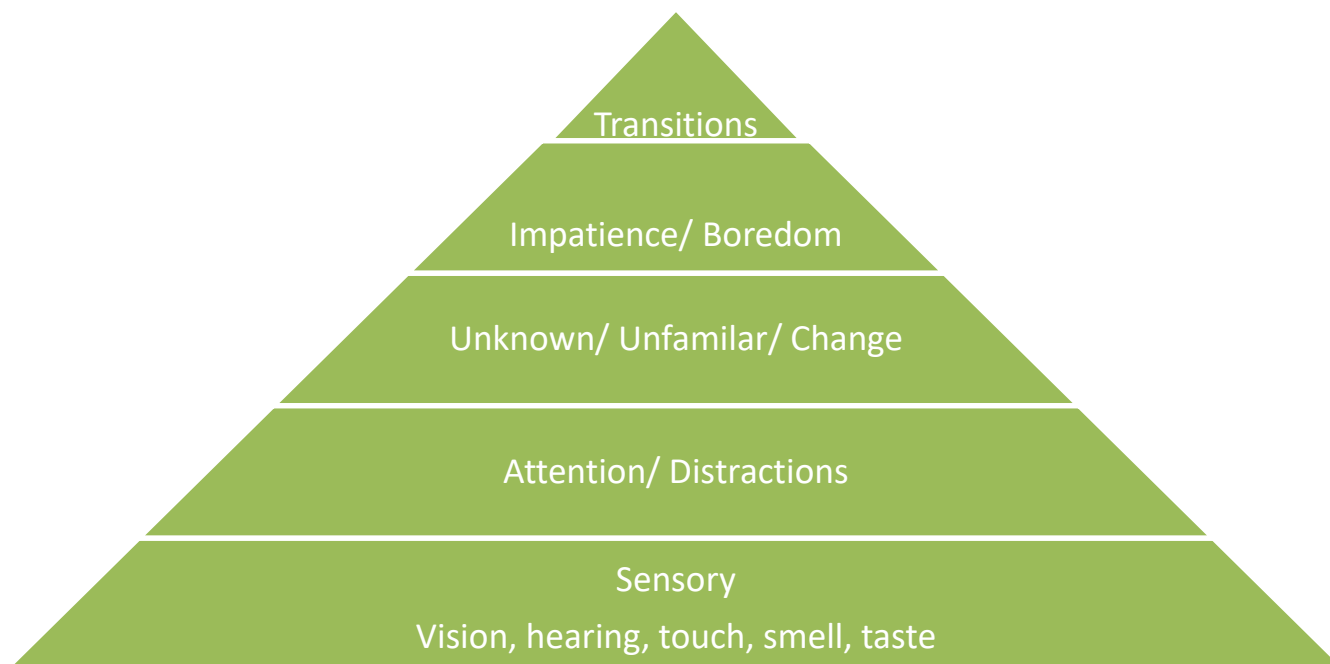 Transitions
Impatience/ Boredom
Unknown/ Unfamilar/ Change
Attention/ Distractions
Sensory
Vision, hearing, touch, smell, taste